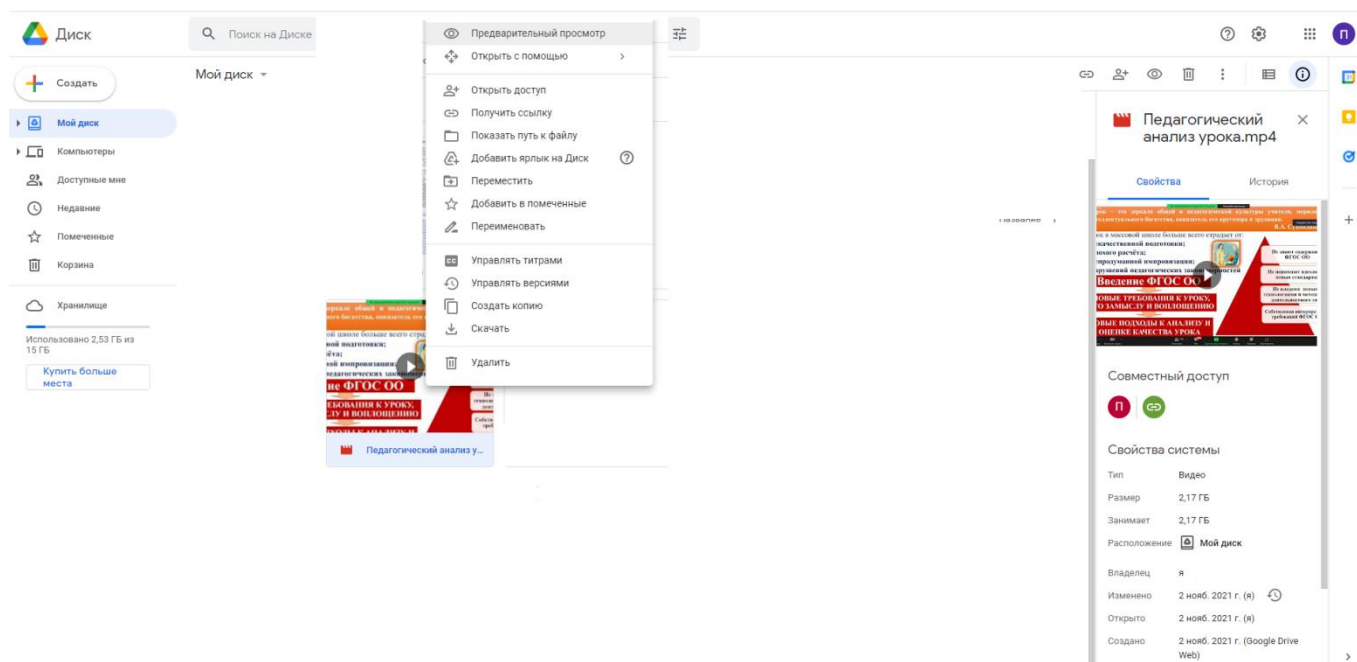 Диск
Поиск на Диске
Создать
Мой диск
Компьютеры
Доступные мне
Недавние
Помеченные
Корзина
Хранилище
Использовано 2,53 ГБ из
15 ГБ
Купить больше
места
Мой диск
Предварительный просмотр
Открыть с помощью
Открыть доступ
Получить ссылку
Показать путь к файлу
Добавить ярлык на Диск
Переместить
Добавить в помеченные
Переименовать
Управлять титрами
Управлять версиями
Создать копию
Скачать
Удалить
ФГОС ОО
ЕБОВАНИЯ К УРОКУ,
ЛУ И ВОПЛОЩЕНИЮ
Педагогический анализ у...
П
Педагогический
анализ урока.mp4
Свойства
История
Введение ФГОС ОО
ОВЫЕ ТРЕБОВАНИЯ К УРОКУ,
ОВЫЕ ПОДХОДЫ К АНАЛИЗУ И
ОЦЕНКЕ КАЧЕСТВА УРОКА
Совместный доступ
П
Свойства системы
Тип Видео
Размер 2,17 ГБ
Занимает 2,17 ГБ
Расположение Мой диск
Владелец я
Изменено 2 нояб. 2021 г. (я)
Открыто 2 нояб. 2021 г. (я)
Создано 2 нояб. 2021 г. (Google Drive
Web)